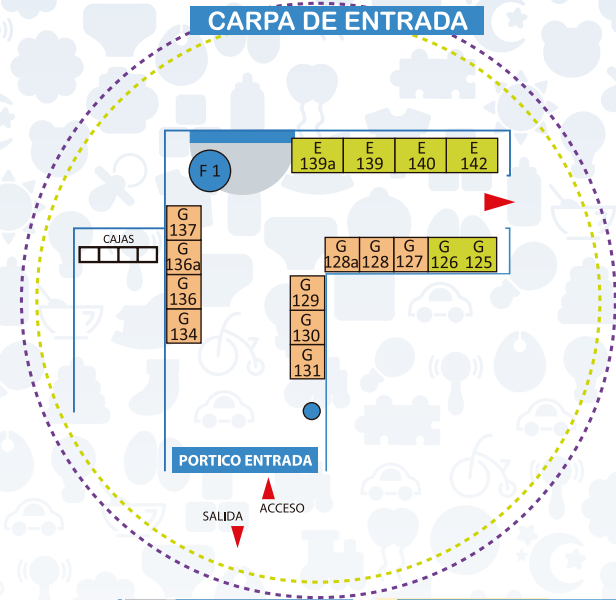 CARPA DE ENTRADA
E 139a
E 139
E 140
E 142
F 1
G 137
G 136a
G 136
G 134
CAJAS
G 128a
G 128
G 127
G 126
G 125
G 129
G 130
G 131
PORTICO ENTRADA
ACCESO
SALIDA